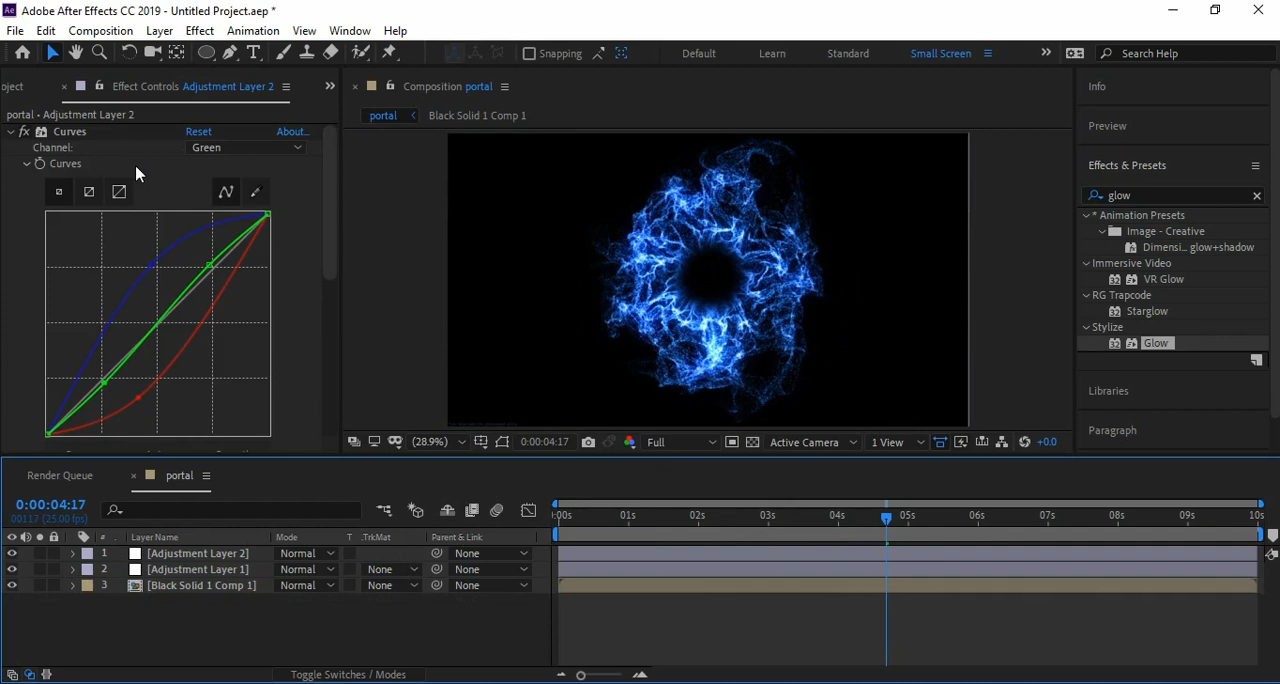 Ae Adobe After Effects CC 2019 - Untitled Project.aep *
File Edit Composition Layer Effect Animation View Window Help
Snapping Default Learn Standard Small Screen Search Help
oject Effect Controls Adjustment Layer 2 Composition portal Info
portal • Adjustment Layer 2 portal Black Solid 1 Comp 1
fx Curves Reset About... Preview
Channel: Green
Curves Effects & Presets
glow
* Animation Presets
Image - Creative
Dimensi... glow+shadow
Immersive Video
32 VR Glow
RG Trapcode
32 Starglow
Stylize
32 Glow
Libraries
Paragraph
(28.9%) 0:00:04:17 Full Active Camera 1 View +0.0
Render Queue portal
0:00:04:17
00117 (25.00 fps) :00s 01s 02s 03s 04s 05s 06s 07s 08s 09s 10s
# Layer Name Mode T .TrkMat Parent & Link
1 [Adjustment Layer 2] Normal None
2 [Adjustment Layer 1] Normal None None
3 [Black Solid 1 Comp 1] Normal None None
Toggle Switches / Modes